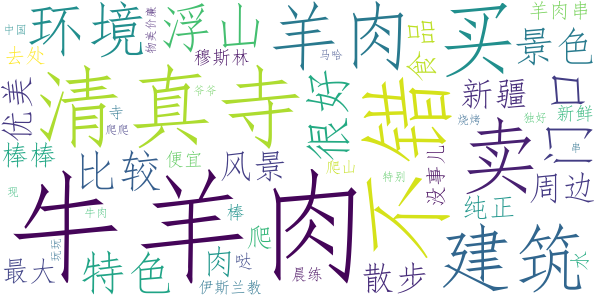 中国
环境
物美价廉
浮山
羊肉
买
羊肉串
景色
去处
穆斯林
马哈
食品
优美
清真寺
爷爷
很好
不错
新疆
烧烤
独好
新鲜
门口
寺
爬爬
棒棒
比较
便宜
风景
爬山
特别
没事儿
卖
串
周边
现
牛肉
牛羊肉
棒
爬
纯正
玩玩
最大
特色
肉
哒
伊斯兰教
晨练
散步
建筑
水